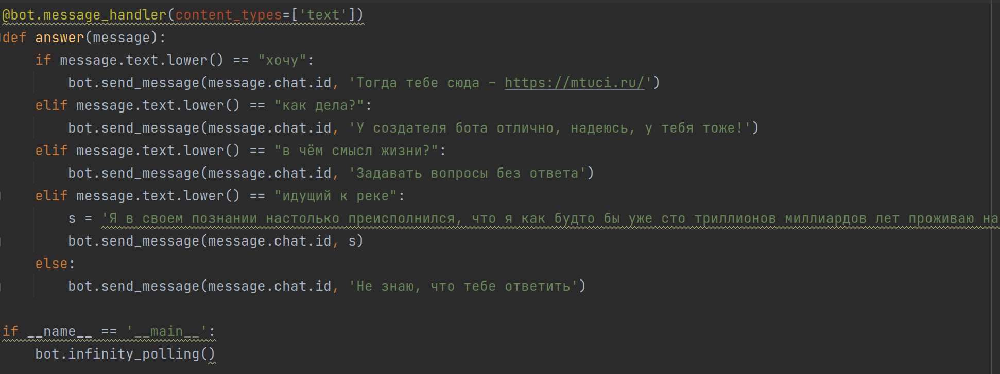 @bot.message_handler(content_types=['text'])
def answer(message):
    if message.text.lower() == "хочу":
        bot.send_message(message.chat.id, 'Тогда тебе сюда – https://mtuci.ru/')
    elif message.text.lower() == "как дела?":
        bot.send_message(message.chat.id, 'У создателя бота отлично, надеюсь, у тебя тоже!')
    elif message.text.lower() == "в чём смысл жизни?":
        bot.send_message(message.chat.id, 'Задавать вопросы без ответа')
    elif message.text.lower() == "идущий к реке":
        s = 'Я в своем познании настолько преисполнился, что я как будто бы уже сто триллионов миллиардов лет проживаю на
        bot.send_message(message.chat.id, s)
    else:
        bot.send_message(message.chat.id, 'Не знаю, что тебе ответить')
if __name__ == '__main__':
    bot.infinity_polling()